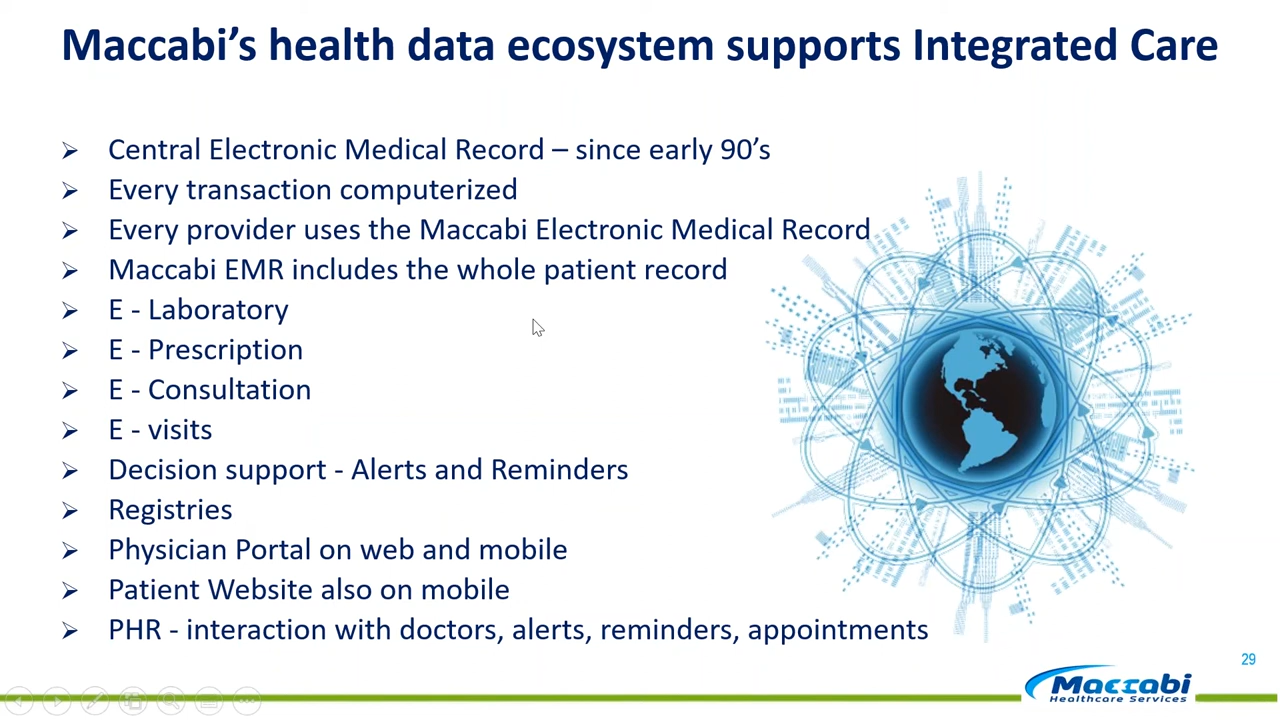 Maccabi’s health data ecosystem supports Integrated Care
Central Electronic Medical Record – since early 90’s
Every transaction computerized
Every provider uses the Maccabi Electronic Medical Record
Maccabi EMR includes the whole patient record
E - Laboratory
E - Prescription
E - Consultation
E - visits
Decision support - Alerts and Reminders
Registries
Physician Portal on web and mobile
Patient Website also on mobile
PHR - interaction with doctors, alerts, reminders, appointments
29
Maccabi
Healthcare Services